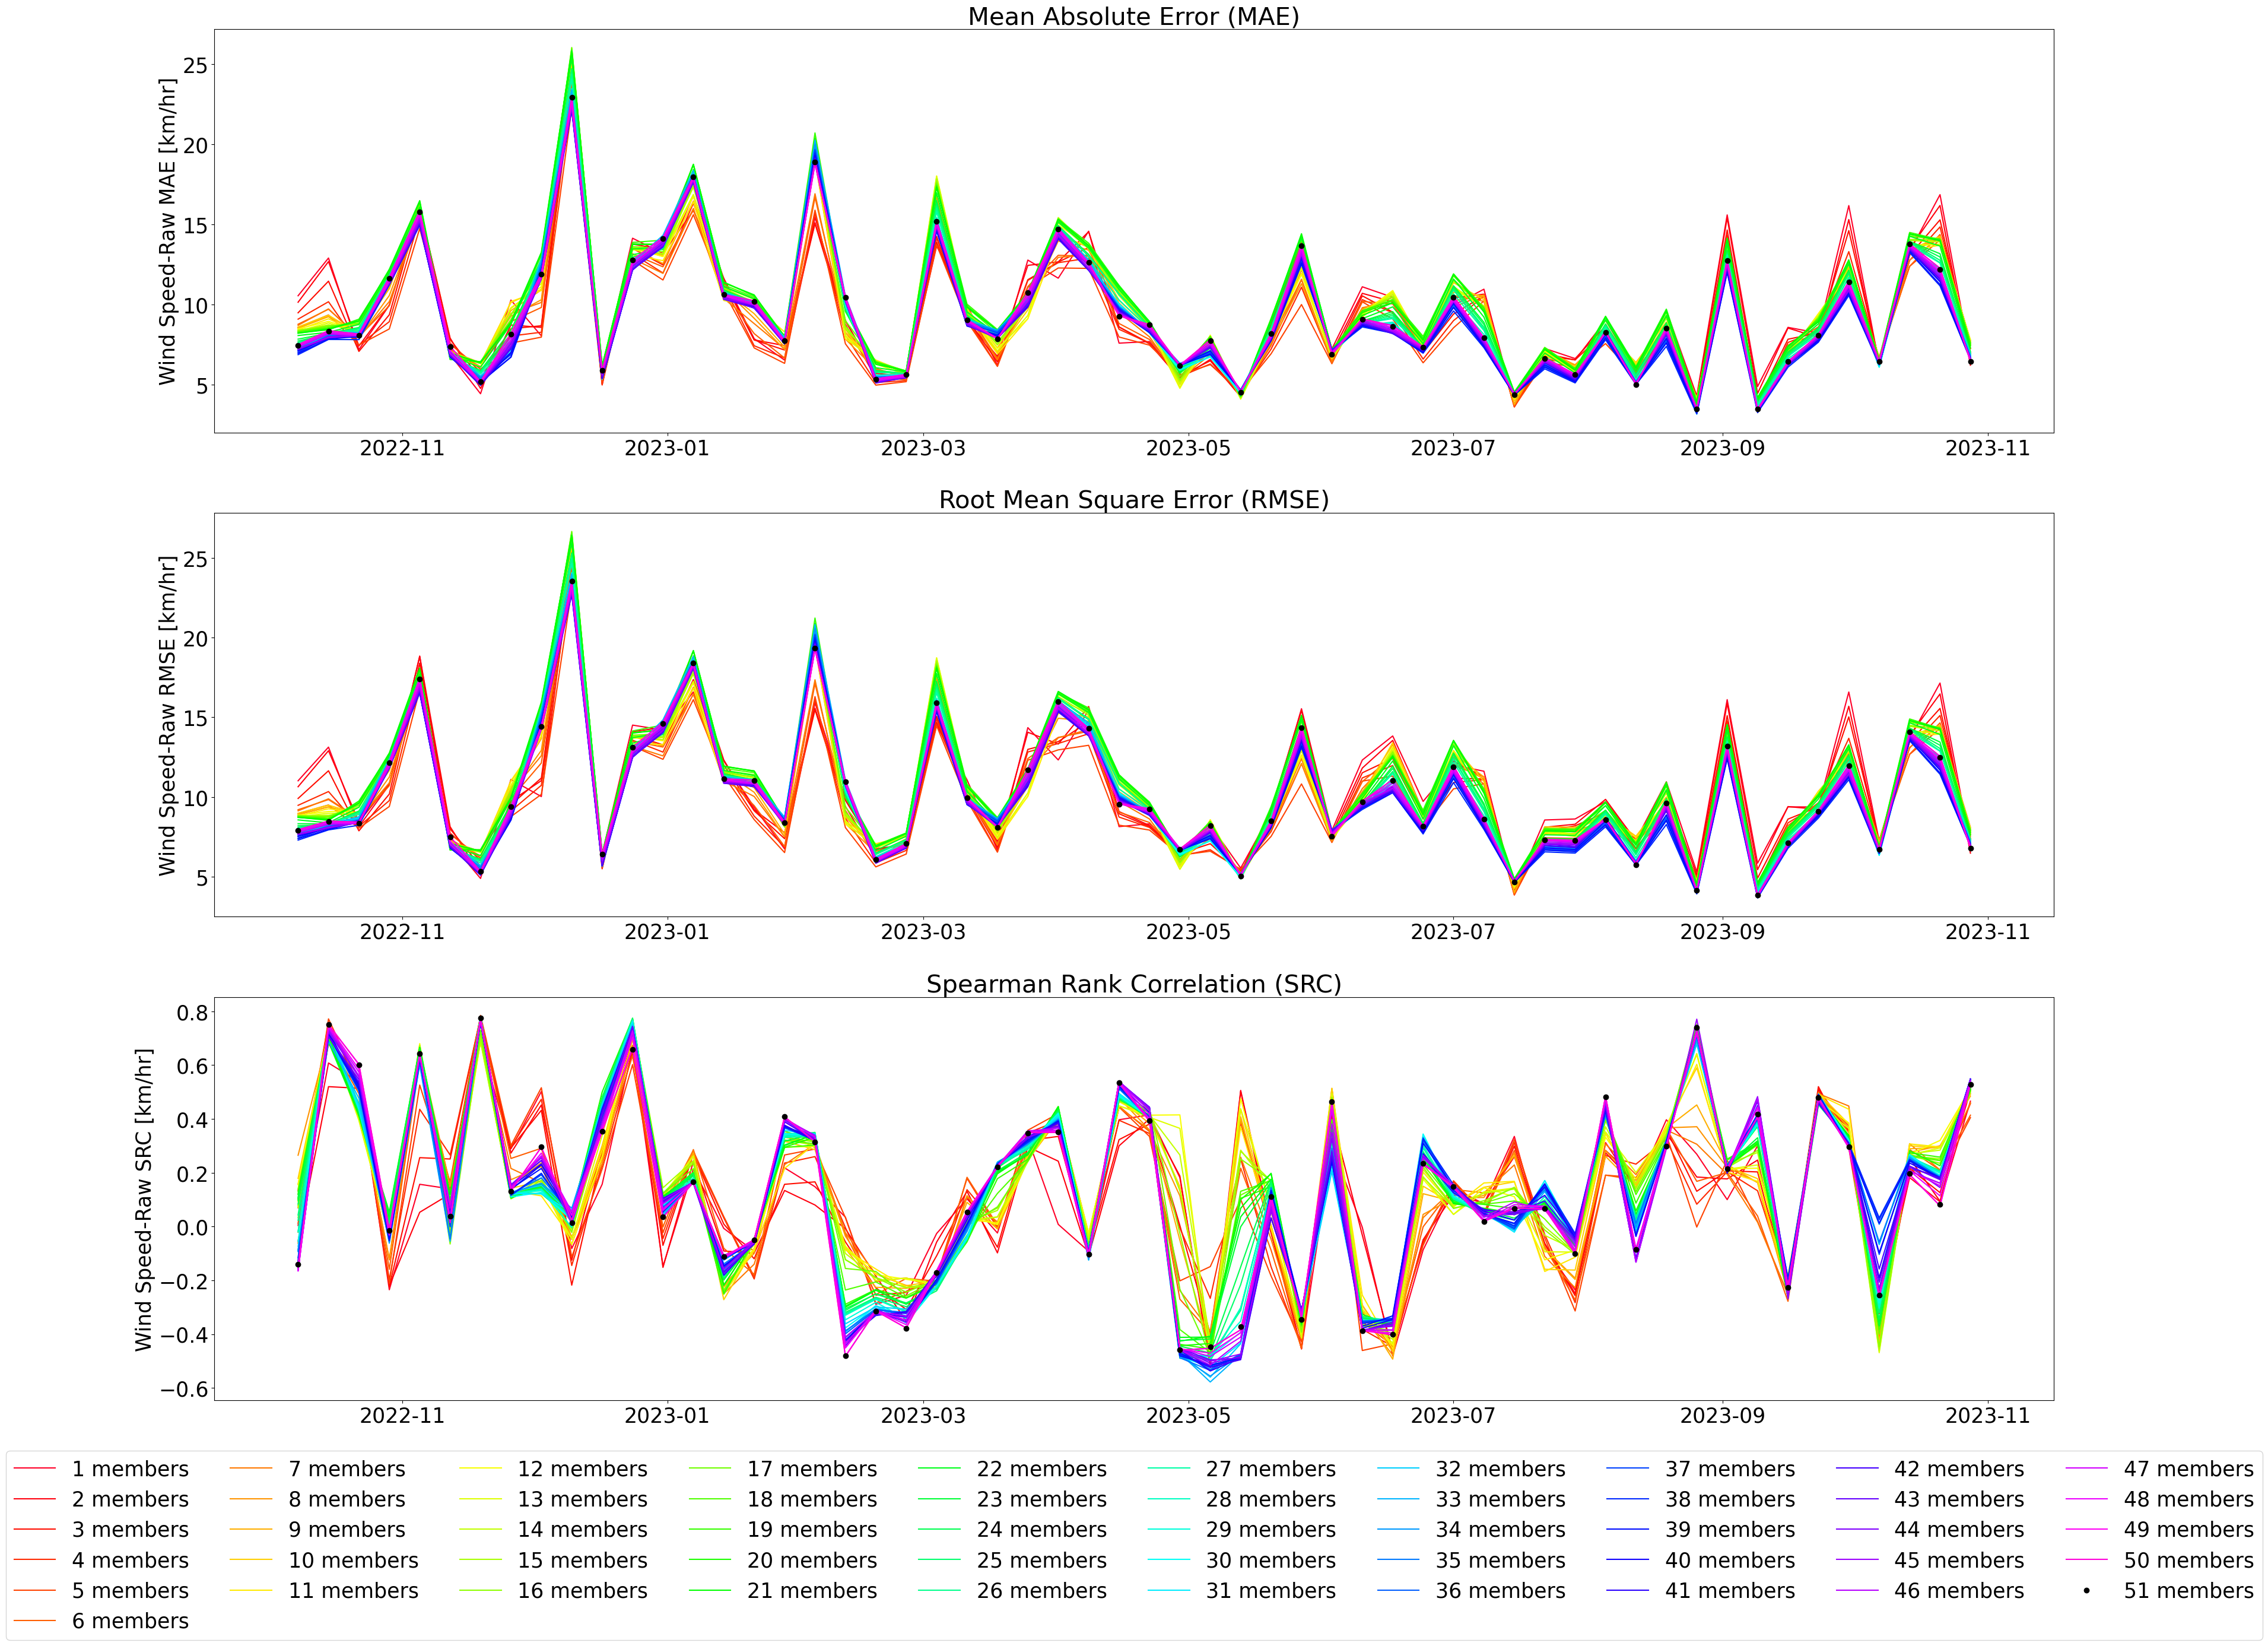 Mean Absolute Error (MAE)
Wind Speed-Raw MAE [km/hr]
25
20
15
10
5
2022-11 2023-01 2023-03 2023-05 2023-07 2023-09 2023-11
Root Mean Square Error (RMSE)
Wind Speed-Raw RMSE [km/hr]
25
20
15
10
5
2022-11 2023-01 2023-03 2023-05 2023-07 2023-09 2023-11
Spearman Rank Correlation (SRC)
Wind Speed-Raw SRC [km/hr]
0.8
0.6
0.4
0.2
0.0
−0.2
−0.4
−0.6
2022-11 2023-01 2023-03 2023-05 2023-07 2023-09 2023-11
1 members 7 members 12 members 17 members 22 members 27 members 32 members 37 members 42 members 47 members
2 members 8 members 13 members 18 members 23 members 28 members 33 members 38 members 43 members 48 members
3 members 9 members 14 members 19 members 24 members 29 members 34 members 39 members 44 members 49 members
4 members 10 members 15 members 20 members 25 members 30 members 35 members 40 members 45 members 50 members
5 members 11 members 16 members 21 members 26 members 31 members 36 members 41 members 46 members 51 members
6 members